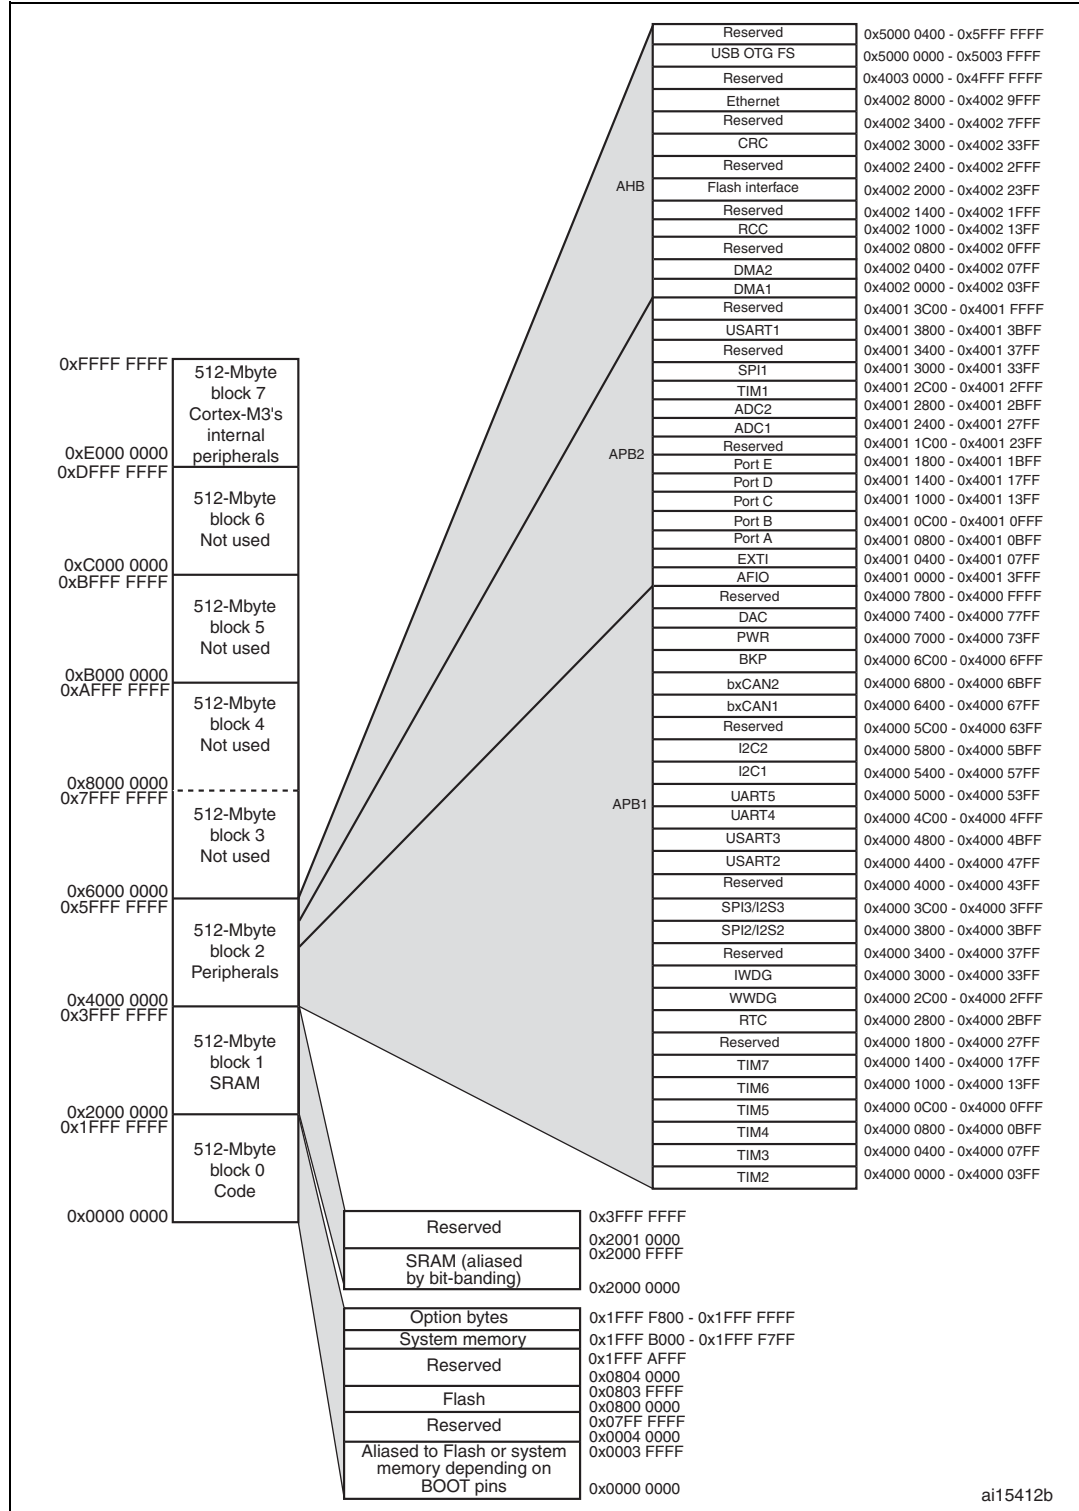 Reserved 0x5000 0400 - 0x5FFF FFFF
USB OTG FS 0x5000 0000 - 0x5003 FFFF
Reserved 0x4003 0000 - 0x4FFF FFFF
Ethernet 0x4002 8000 - 0x4002 9FFF
Reserved 0x4002 3400 - 0x4002 7FFF
CRC 0x4002 3000 - 0x4002 33FF
Reserved 0x4002 2400 - 0x4002 2FFF
AHB
Flash interface 0x4002 2000 - 0x4002 23FF
Reserved 0x4002 1400 - 0x4002 1FFF
RCC 0x4002 1000 - 0x4002 13FF
Reserved 0x4002 0800 - 0x4002 0FFF
DMA2 0x4002 0400 - 0x4002 07FF
DMA1 0x4002 0000 - 0x4002 03FF
Reserved 0x4001 3C00 - 0x4001 FFFF
USART1 0x4001 3800 - 0x4001 3BFF
Reserved 0x4001 3400 - 0x4001 37FF
SPI1 0x4001 3000 - 0x4001 33FF
TIM1 0x4001 2C00 - 0x4001 2FFF
ADC2 0x4001 2800 - 0x4001 2BFF
ADC1 0x4001 2400 - 0x4001 27FF
Reserved 0x4001 1C00 - 0x4001 23FF
APB2
Port E 0x4001 1800 - 0x4001 1BFF
Port D 0x4001 1400 - 0x4001 17FF
Port C 0x4001 1000 - 0x4001 13FF
Port B 0x4001 0C00 - 0x4001 0FFF
Port A 0x4001 0800 - 0x4001 0BFF
EXTI 0x4001 0400 - 0x4001 07FF
AFIO 0x4001 0000 - 0x4001 3FFF
Reserved 0x4000 7800 - 0x4000 FFFF
DAC 0x4000 7400 - 0x4000 77FF
PWR 0x4000 7000 - 0x4000 73FF
BKP 0x4000 6C00 - 0x4000 6FFF
bxCAN2 0x4000 6800 - 0x4000 6BFF
bxCAN1 0x4000 6400 - 0x4000 67FF
Reserved 0x4000 5C00 - 0x4000 63FF
I2C2 0x4000 5800 - 0x4000 5BFF
I2C1 0x4000 5400 - 0x4000 57FF
UART5 0x4000 5000 - 0x4000 53FF
APB1
UART4 0x4000 4C00 - 0x4000 4FFF
USART3 0x4000 4800 - 0x4000 4BFF
USART2 0x4000 4400 - 0x4000 47FF
Reserved 0x4000 4000 - 0x4000 43FF
SPI3/I2S3 0x4000 3C00 - 0x4000 3FFF
SPI2/I2S2 0x4000 3800 - 0x4000 3BFF
Reserved 0x4000 3400 - 0x4000 37FF
IWDG 0x4000 3000 - 0x4000 33FF
WWDG 0x4000 2C00 - 0x4000 2FFF
RTC 0x4000 2800 - 0x4000 2BFF
Reserved 0x4000 1800 - 0x4000 27FF
TIM7 0x4000 1400 - 0x4000 17FF
TIM6 0x4000 1000 - 0x4000 13FF
TIM5 0x4000 0C00 - 0x4000 0FFF
TIM4 0x4000 0800 - 0x4000 0BFF
TIM3 0x4000 0400 - 0x4000 07FF
TIM2 0x4000 0000 - 0x4000 03FF
0xFFFF FFFF
512-Mbyte
block 7
Cortex-M3's
internal
peripherals
0xE000 0000
0xDFFF FFFF
512-Mbyte
block 6
Not used
0xC000 0000
0xBFFF FFFF
512-Mbyte
block 5
Not used
0xB000 0000
0xAFFF FFFF
512-Mbyte
block 4
Not used
0x8000 0000
0x7FFF FFFF
512-Mbyte
block 3
Not used
0x6000 0000
0x5FFF FFFF
512-Mbyte
block 2
Peripherals
0x4000 0000
0x3FFF FFFF
512-Mbyte
block 1
SRAM
0x2000 0000
0x1FFF FFFF
512-Mbyte
block 0
Code
0x0000 0000
0x3FFF FFFF
Reserved
0x2001 0000
0x2000 FFFF
SRAM (aliased
by bit-banding)
0x2000 0000
Option bytes 0x1FFF F800 - 0x1FFF FFFF
System memory 0x1FFF B000 - 0x1FFF F7FF
0x1FFF AFFF
Reserved
0x0804 0000
0x0803 FFFF
Flash
0x0800 0000
0x07FF FFFF
Reserved
0x0004 0000
0x0003 FFFF
Aliased to Flash or system
memory depending on
BOOT pins
0x0000 0000
ai15412b